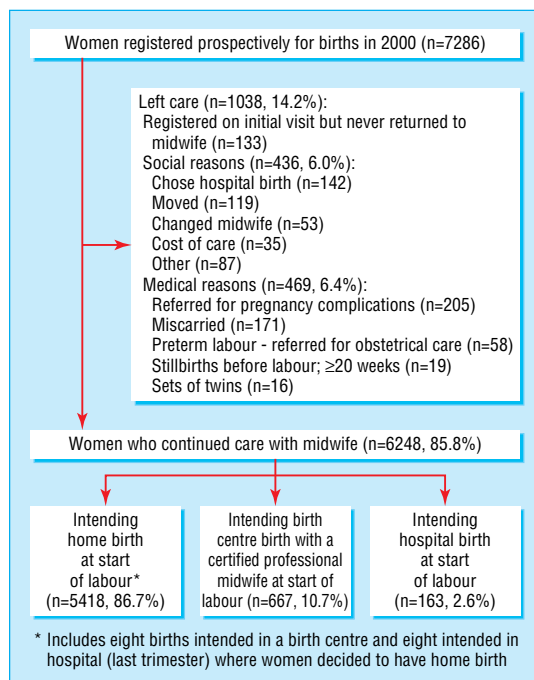 Women registered prospectively for births in 2000 (n=7286)
Left care (n=1038, 14.2%):
Registered on initial visit but never returned to
midwife (n=133)
Social reasons (n=436, 6.0%):
Chose hospital birth (n=142)
Moved (n=119)
Changed midwife (n=53)
Cost of care (n=35)
Other (n=87)
Medical reasons (n=469, 6.4%):
Referred for pregnancy complications (n=205)
Miscarried (n=171)
Preterm labour - referred for obstetrical care (n=58)
Stillbirths before labour; ≥20 weeks (n=19)
Sets of twins (n=16)
Women who continued care with midwife (n=6248, 85.8%)
Intending
home birth
at start
of labour*
(n=5418, 86.7%)
Intending birth
centre birth with a
certified professional
midwife at start of
labour (n=667, 10.7%)
Intending
hospital birth
at start
of labour
(n=163, 2.6%)
* Includes eight births intended in a birth centre and eight intended in
hospital (last trimester) where women decided to have home birth